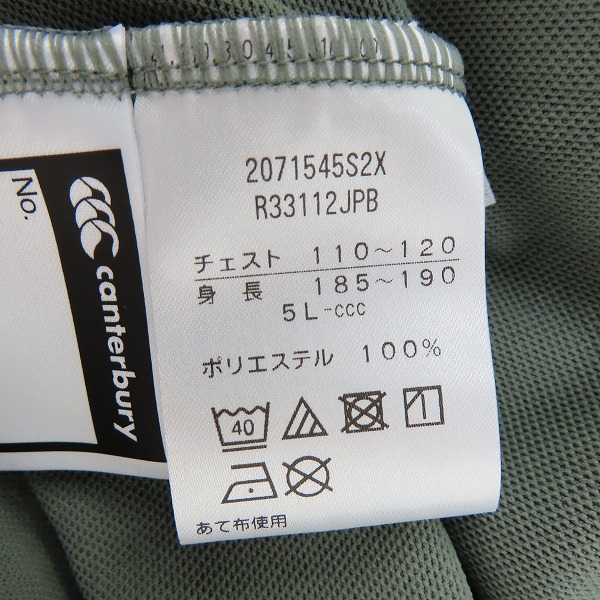 2071545S2X
R33112JPB
チェスト 110～120
身長 185～190
5L-CCC
ポリエステル 100%
40
あて布使用
No.
canterbury